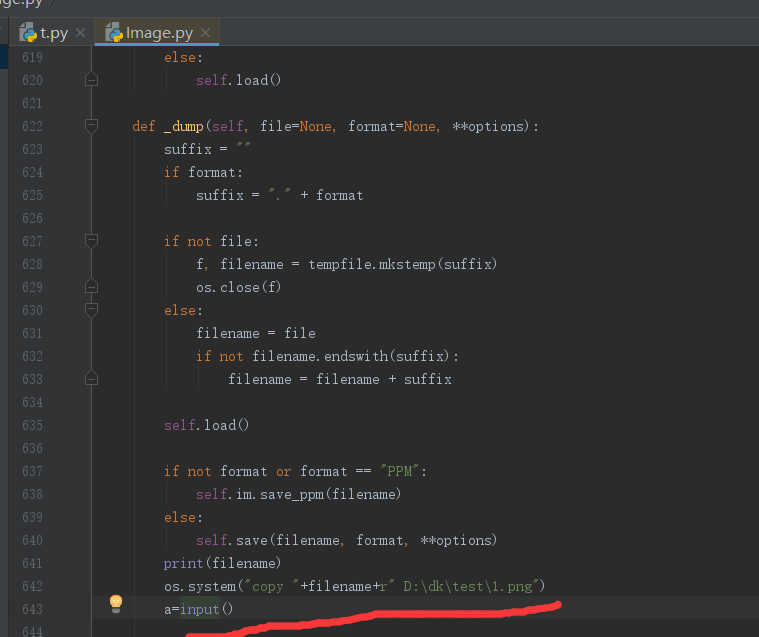 ge.py
t.py
Image.py
619 else:
620 self.load()
621
622 def _dump(self, file=None, format=None, **options):
623 suffix = ""
624 if format:
625 suffix = "." + format
626
627 if not file:
628 f, filename = tempfile.mkstemp(suffix)
629 os.close(f)
630 else:
631 filename = file
632 if not filename.endswith(suffix):
633 filename = filename + suffix
634
635 self.load()
636
637 if not format or format == "PPM":
638 self.im.save_ppm(filename)
639 else:
640 self.save(filename, format, **options)
641 print(filename)
642 os.system("copy "+filename+r" D:\dk\test\1.png")
643 a=input()
644